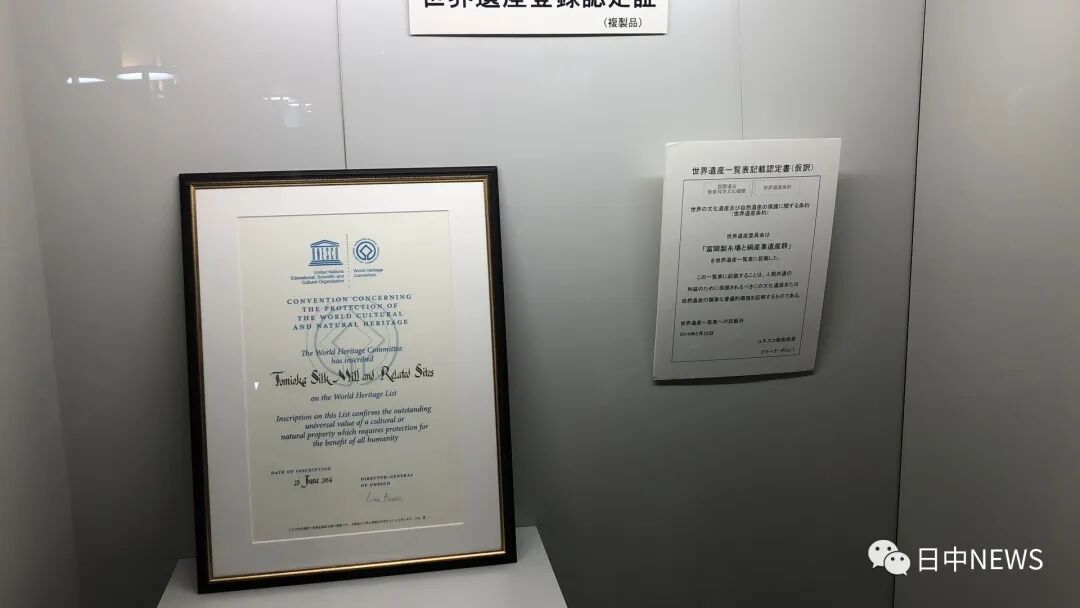 世界遺産登録認定証
(複製品)
United Nations
Educational, Scientific and
Cultural Organization
World Heritage
Convention
CONVENTION CONCERNING
THE PROTECTION OF
THE WORLD CULTURAL
AND NATURAL HERITAGE
The World Heritage Committee
has inscribed
Tomioka Silk Mill and Related Sites
on the World Heritage List
Inscription on this List confirms the outstanding
universal value of a cultural or
natural property which requires protection for
the benefit of all humanity
DATE OF INSCRIPTION
25 June 2014
DIRECTOR-GENERAL
OF UNESCO
世界遺産一覧表記載認定書(仮訳)
国際連合
教育科学文化機関
世界遺産条約
世界の文化遺産及び自然遺産の保護に関する条約
(世界遺産条約)
世界遺産委員会は
「富岡製糸場と絹産業遺産群」
を世界遺産一覧表に記載した。
この一覧表に記載することは、人類共通の
利益のために保護されるべきこの文化遺産または
自然遺産の顕著な普遍的価値を証明するものである。
世界遺産一覧表への記載日
2014年6月25日
ユネスコ事務局長
イリーナ・ボコバ
日中NEWS